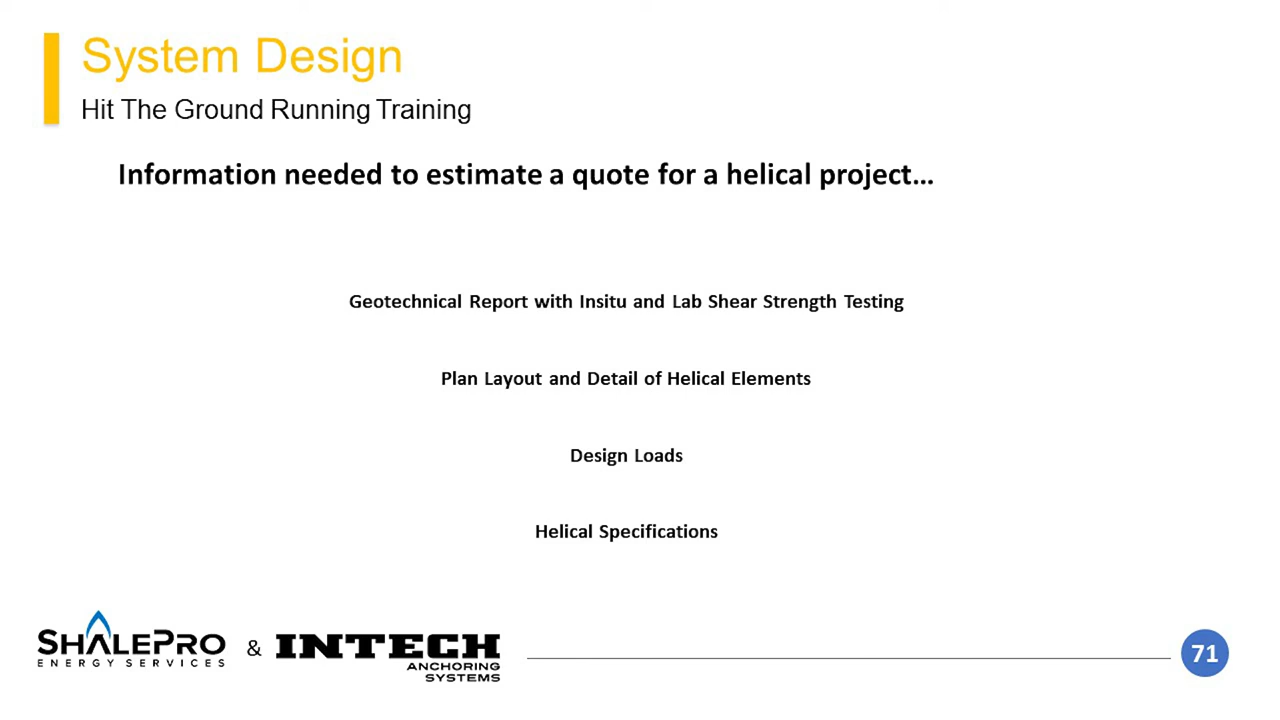 System Design
Hit The Ground Running Training
Information needed to estimate a quote for a helical project…
Geotechnical Report with Insitu and Lab Shear Strength Testing
Plan Layout and Detail of Helical Elements
Design Loads
Helical Specifications
SHALEPRO
ENERGY SERVICES
&
INTECH
ANCHORING
SYSTEMS
71